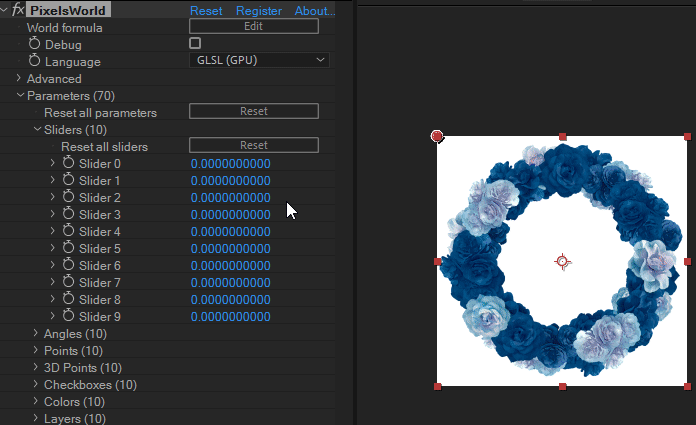 fx PixelsWorld Reset Register About...
World formula Edit
Debug
Language GLSL (GPU)
Advanced
Parameters (70)
Reset all parameters Reset
Sliders (10)
Reset all sliders Reset
Slider 0 0.0000000000
Slider 1 0.0000000000
Slider 2 0.0000000000
Slider 3 0.0000000000
Slider 4 0.0000000000
Slider 5 0.0000000000
Slider 6 0.0000000000
Slider 7 0.0000000000
Slider 8 0.0000000000
Slider 9 0.0000000000
Angles (10)
Points (10)
3D Points (10)
Checkboxes (10)
Colors (10)
Layers (10)